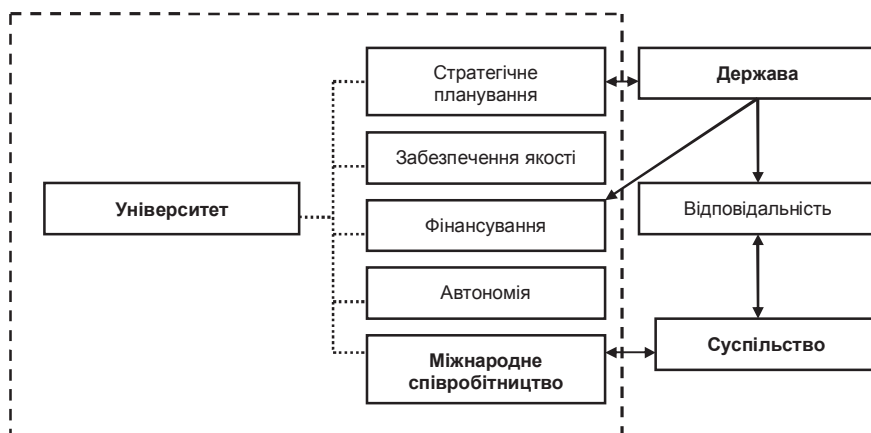 Стратегічне
планування
Держава
Забезпечення якості
Університет
Фінансування
Відповідальність
Автономія
Міжнародне
співробітництво
Суспільство